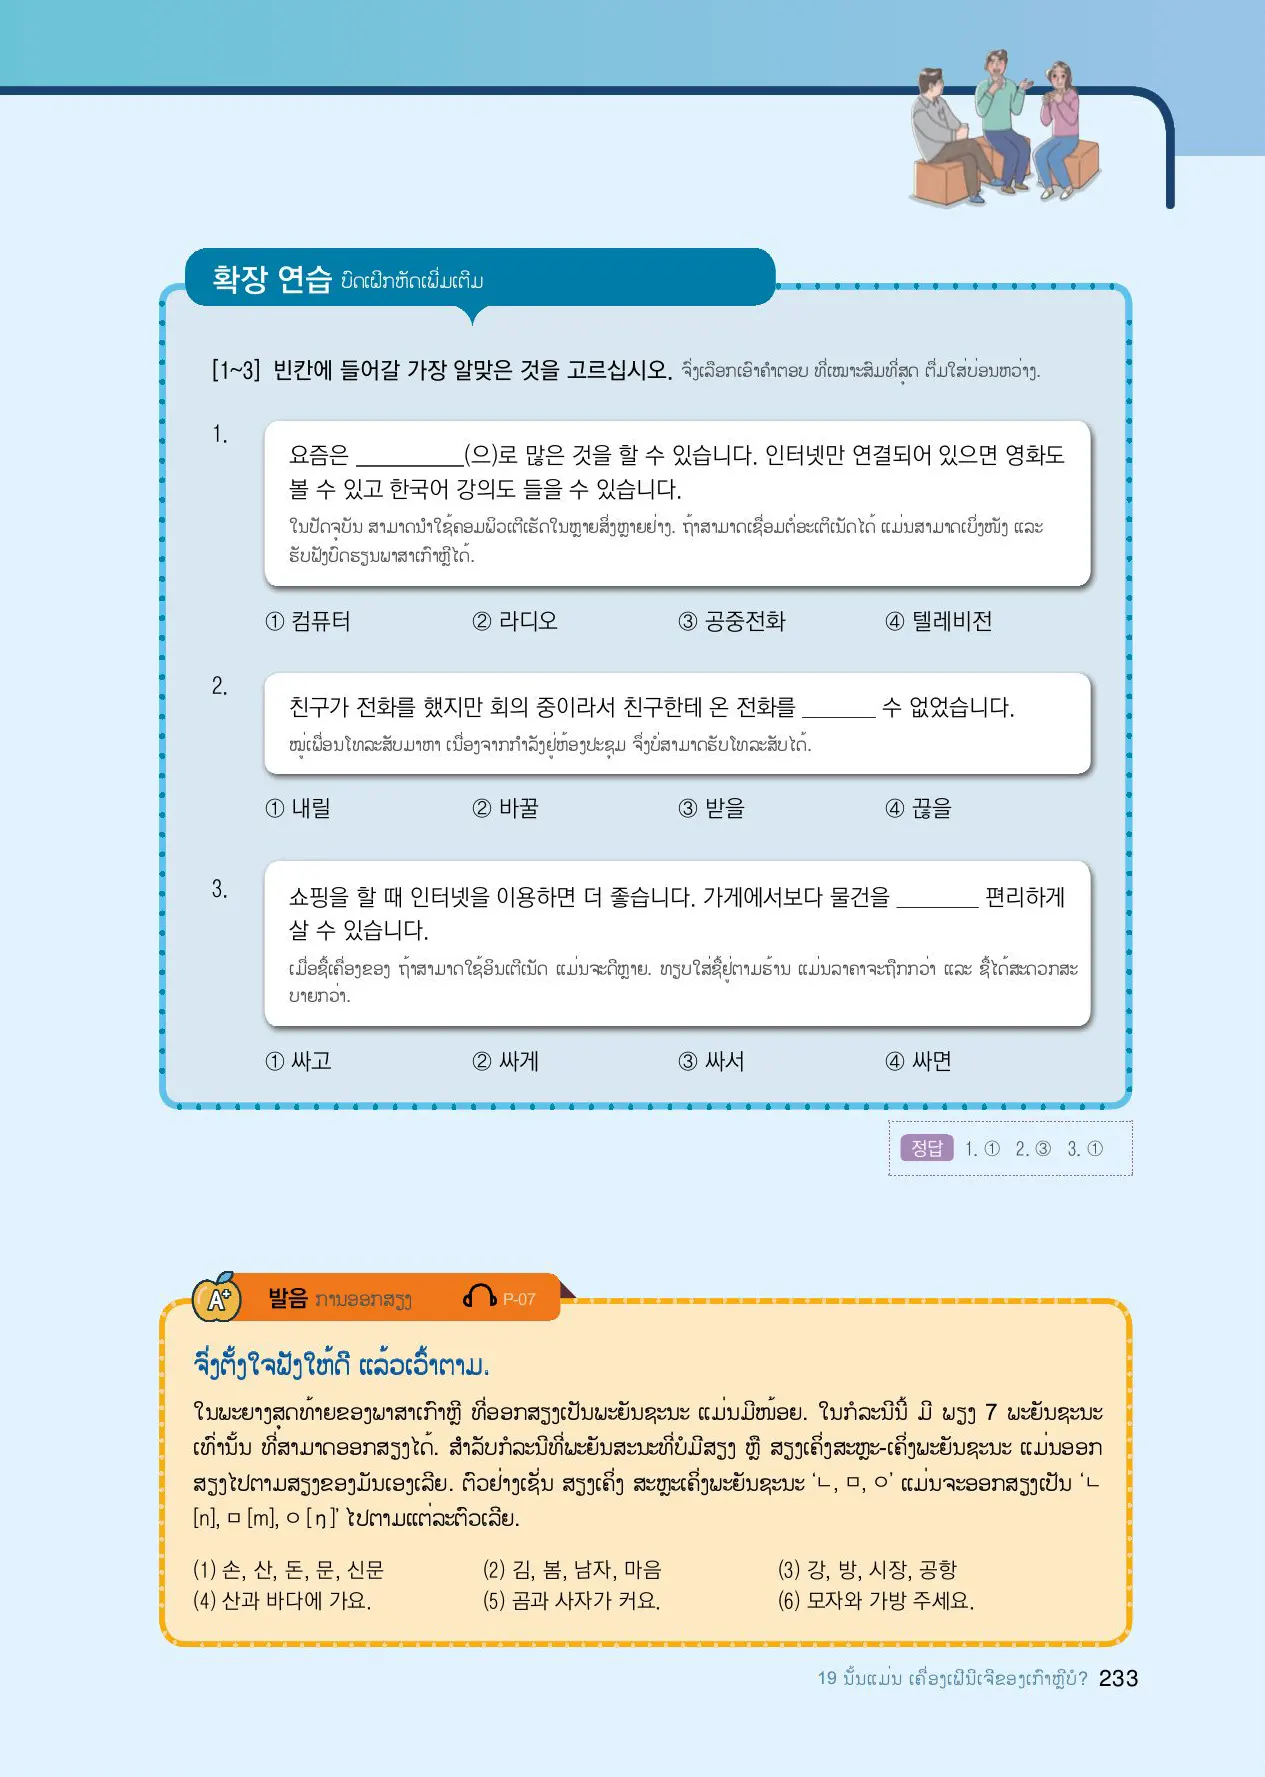 확장 연습 ບົດເຝິກຫັດເພີ່ມເຕີມ
[1~3] 빈칸에 들어갈 가장 알맞은 것을 고르십시오. ຈົ່ງເລືອກເອົາຄຳຕອບ ທີ່ເໝາະສົມທີ່ສຸດ ຕື່ມໃສ່ບ່ອນຫວ່າງ.
1.
요즘은 _________(으)로 많은 것을 할 수 있습니다. 인터넷만 연결되어 있으면 영화도
볼 수 있고 한국어 강의도 들을 수 있습니다.
ໃນປັດຈຸບັນ ສາມາດນຳໃຊ້ຄອມພິວເຕີເຮັດໃນຫຼາຍສິ່ງຫຼາຍຢ່າງ. ຖ້າສາມາດເຊື່ອມຕໍ່ອະເຕິເນັດໄດ້ ແມ່ນສາມາດເບິ່ງໜັງ ແລະ
ຮັບຟັງບົດຮຽນພາສາເກົາຫຼີໄດ້.
① 컴퓨터 ② 라디오 ③ 공중전화 ④ 텔레비전
2.
친구가 전화를 했지만 회의 중이라서 친구한테 온 전화를 ______ 수 없었습니다.
ໝູ່ເພື່ອນໂທລະສັບມາຫາ ເນື່ອງຈາກກຳລັງຢູ່ຫ້ອງປະຊຸມ ຈຶ່ງບໍ່ສາມາດຮັບໂທລະສັບໄດ້.
① 내릴 ② 바꿀 ③ 받을 ④ 끊을
3.
쇼핑을 할 때 인터넷을 이용하면 더 좋습니다. 가게에서보다 물건을 _______ 편리하게
살 수 있습니다.
ເມື່ອຊື້ເຄື່ອງຂອງ ຖ້າສາມາດໃຊ້ອິນເຕີເນັດ ແມ່ນຈະດີຫຼາຍ. ທຽບໃສ່ຊື້ຢູ່ຕາມຮ້ານ ແມ່ນລາຄາຈະຖືກກວ່າ ແລະ ຊື້ໄດ້ສະດວກສະ
ບາຍກວ່າ.
① 싸고 ② 싸게 ③ 싸서 ④ 싸면
정답 1. ① 2. ③ 3. ①
A+ 발음 ການອອກສຽງ P-07
ຈົ່ງຕັ້ງໃຈຟັງໃຫ້ດີ ແລ້ວເວົ້າຕາມ.
ໃນພະຍາງສຸດທ້າຍຂອງພາສາເກົາຫຼີ ທີ່ອອກສຽງເປັນພະຍັນຊະນະ ແມ່ນມີໜ້ອຍ. ໃນກໍລະນີນີ້ ມີ ພຽງ 7 ພະຍັນຊະນະ
ເທົ່ານັ້ນ ທີ່ສາມາດອອກສຽງໄດ້. ສຳລັບກໍລະນີທີ່ພະຍັນສະນະທີ່ບໍ່ມີສຽງ ຫຼື ສຽງເຄິ່ງສະຫຼະ-ເຄິ່ງພະຍັນຊະນະ ແມ່ນອອກ
ສຽງໄປຕາມສຽງຂອງມັນເອງເລີຍ. ຕົວຢ່າງເຊັ່ນ ສຽງເຄິ່ງ ສະຫຼະເຄິ່ງພະຍັນຊະນະ ‘ㄴ, ㅁ, ㅇ’ ແມ່ນຈະອອກສຽງເປັນ ‘ㄴ
[n], ㅁ [m], ㅇ [ŋ]’ ໄປຕາມແຕ່ລະຕົວເລີຍ.
(1) 손, 산, 돈, 문, 신문 (2) 김, 봄, 남자, 마음 (3) 강, 방, 시장, 공항
(4) 산과 바다에 가요. (5) 곰과 사자가 커요. (6) 모자와 가방 주세요.
19 ນັ້ນແມ່ນ ເຄື່ອງເຟີນີເຈີຂອງເກົາຫຼີບໍ? 233